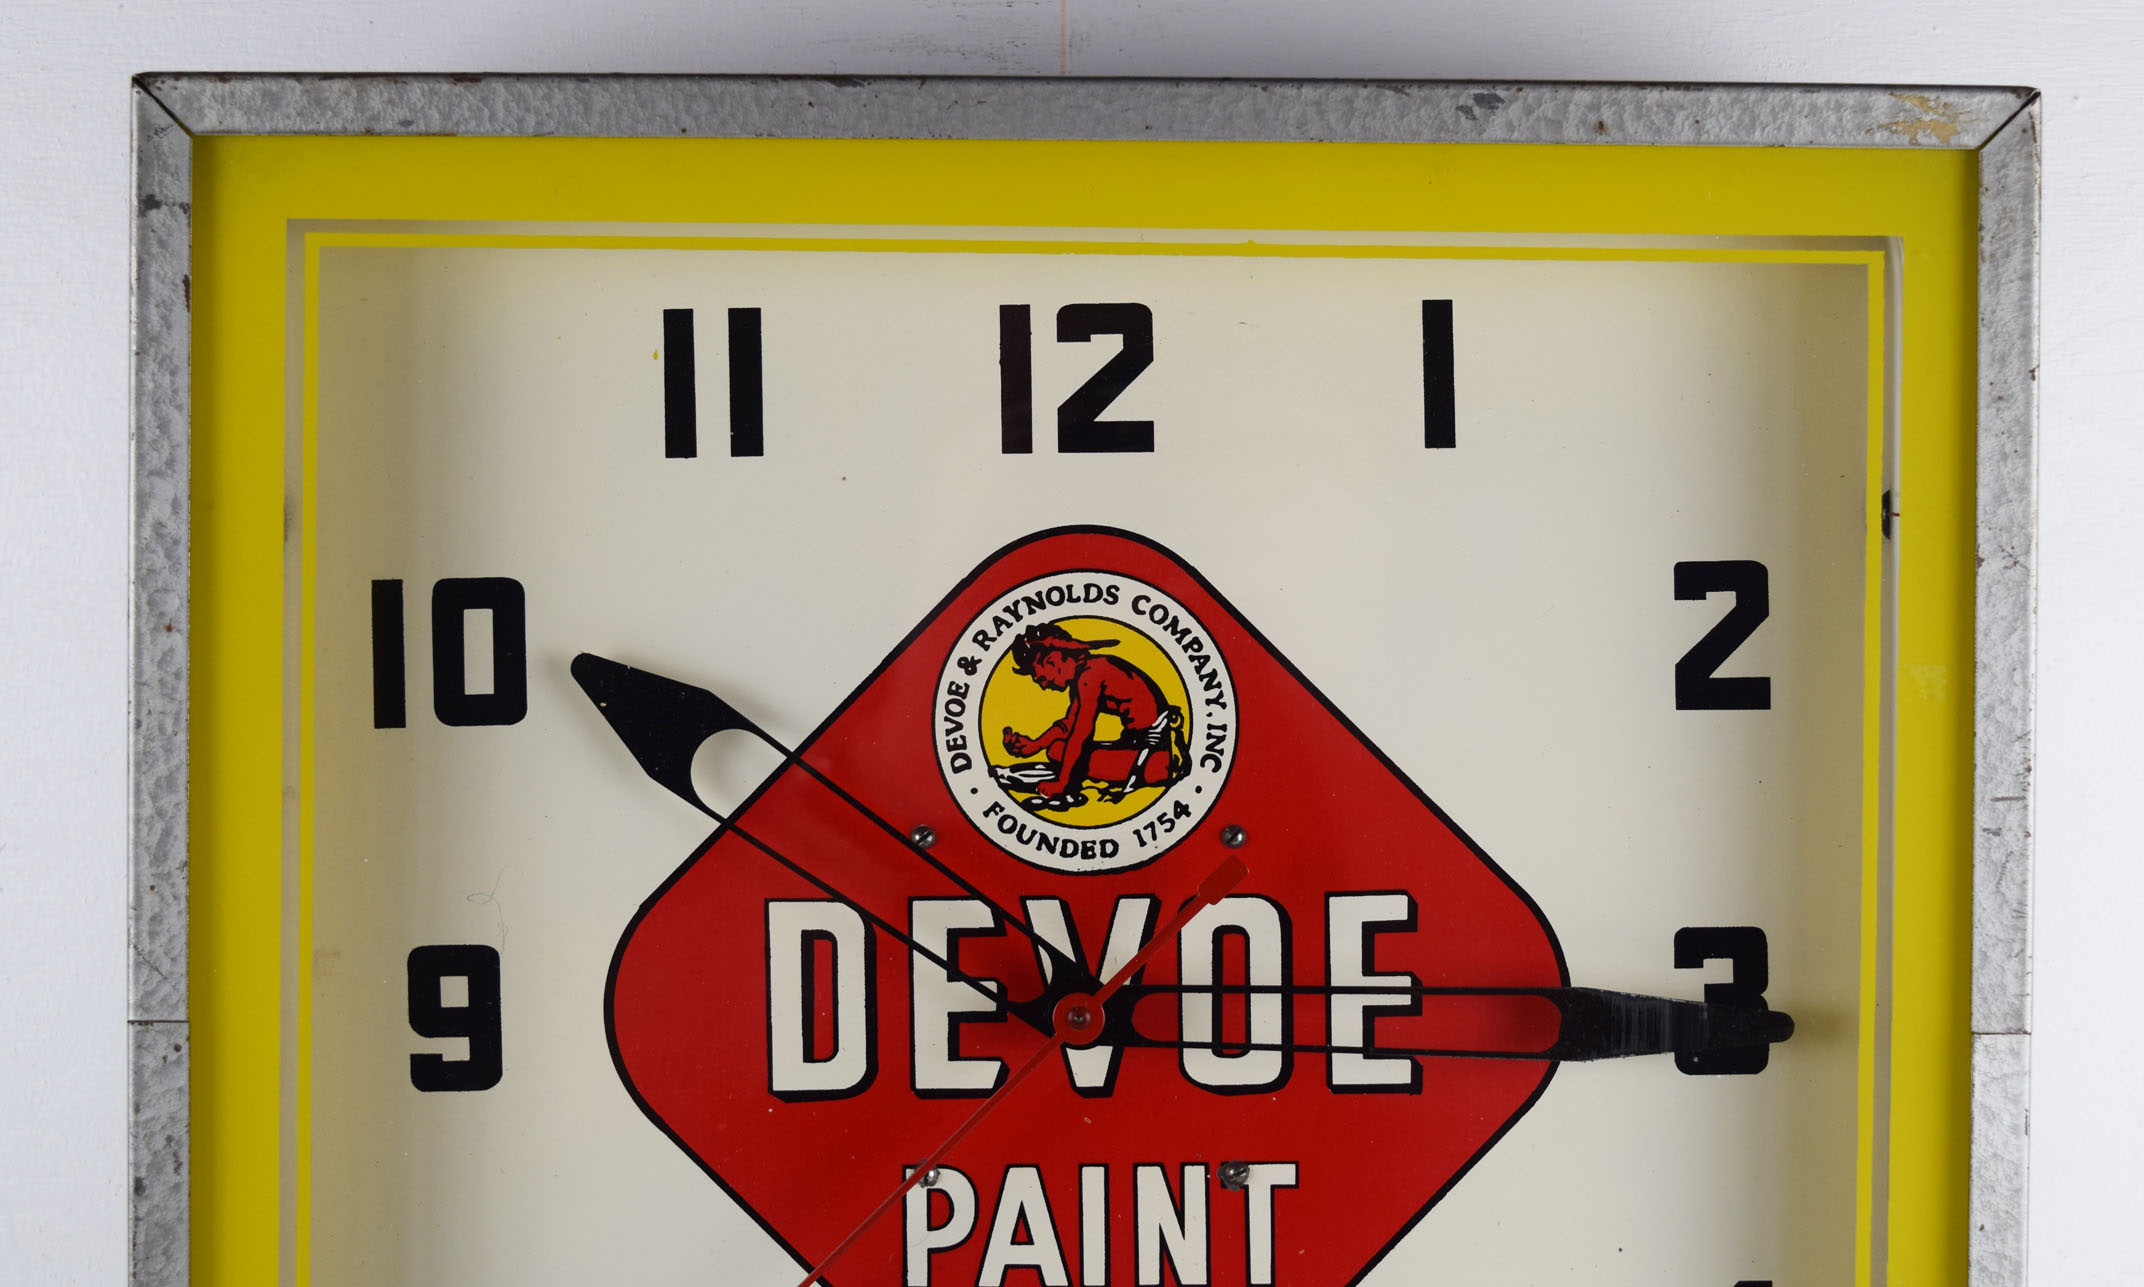 11 12 1
10 2
DEVOE & RAYNOLDS COMPANY, INC
· FOUNDED 1754 ·
9 3
DEVOE
PAINT